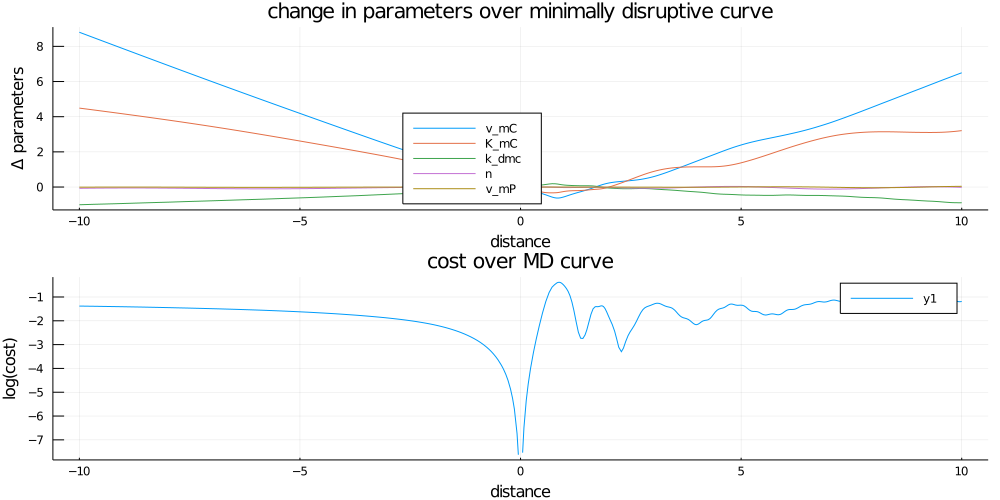 change in parameters over minimally disruptive curve
Δ parameters
8
6
4
2
0
v_mC
K_mC
k_dmc
n
v_mP
−10
−5
0
5
10
distance
cost over MD curve
log(cost)
−1
−2
−3
−4
−5
−6
−7
y1
−10
−5
0
5
10
distance